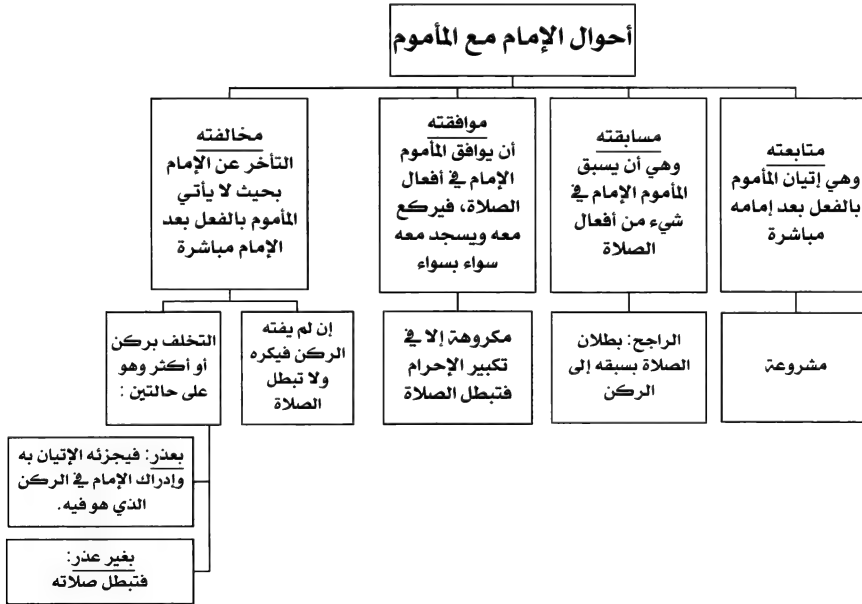 أحوال الإمام مع المأموم
متابعته
وهي إتيان المأموم
بالفعل بعد إمامه
مباشرة
مسابقته
وهي أن يسبق
المأموم الإمام في
شيء من أفعال
الصلاة
موافقته
أن يوافق المأموم
الإمام في أفعال
الصلاة، فيركع
معه ويسجد معه
سواء بسواء
مخالفته
التأخر عن الإمام
بحيث لا يأتي
المأموم بالفعل بعد
الإمام مباشرة
مشروعة
الراجح: بطلان
الصلاة بسبقه إلى
الركن
مكروهة إلا في
تكبير الإحرام
فتبطل الصلاة
إن لم يفته
الركن فيكره
ولا تبطل
الصلاة
التخلف بركن
أو أكثر وهو
على حالتين :
بعذر: فيجزئه الإتيان به
وإدراك الإمام في الركن
الذي هو فيه.
بغير عذر:
فتبطل صلاته